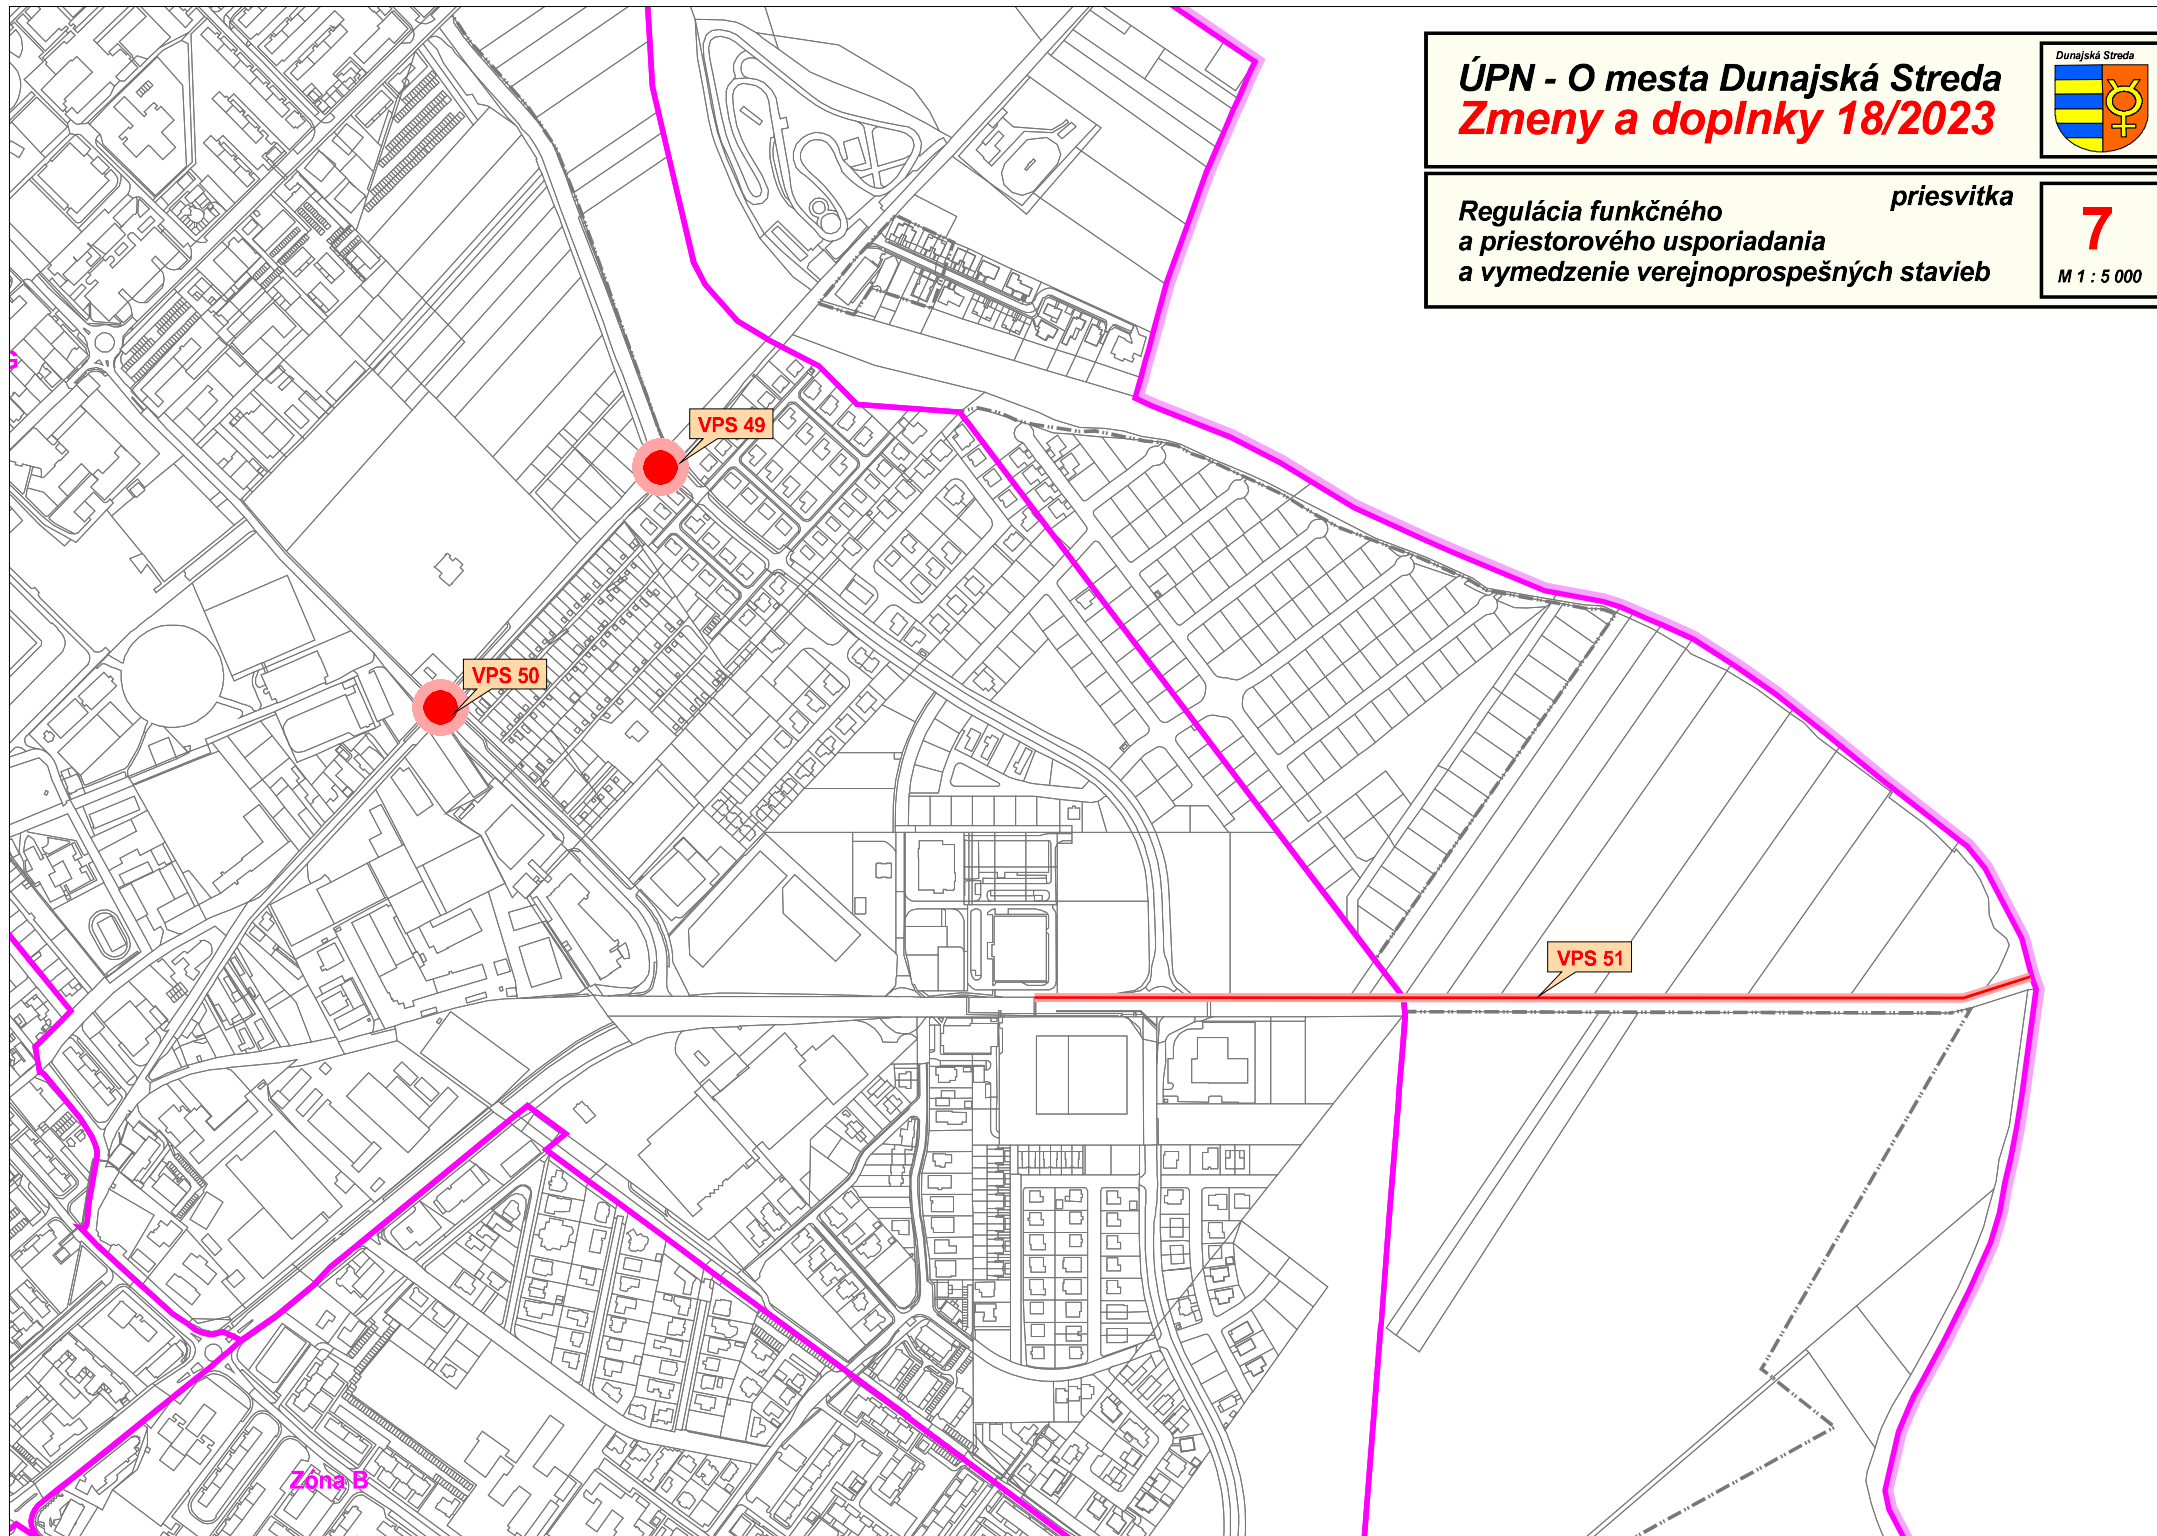 ÚPN - O mesta Dunajská Streda
Zmeny a doplnky 18/2023
Dunajská Streda
priesvitka
Regulácia funkčného
a priestorového usporiadania
a vymedzenie verejnoprospešných stavieb
7
M 1 : 5 000
VPS 49
VPS 50
VPS 51
Zóna B